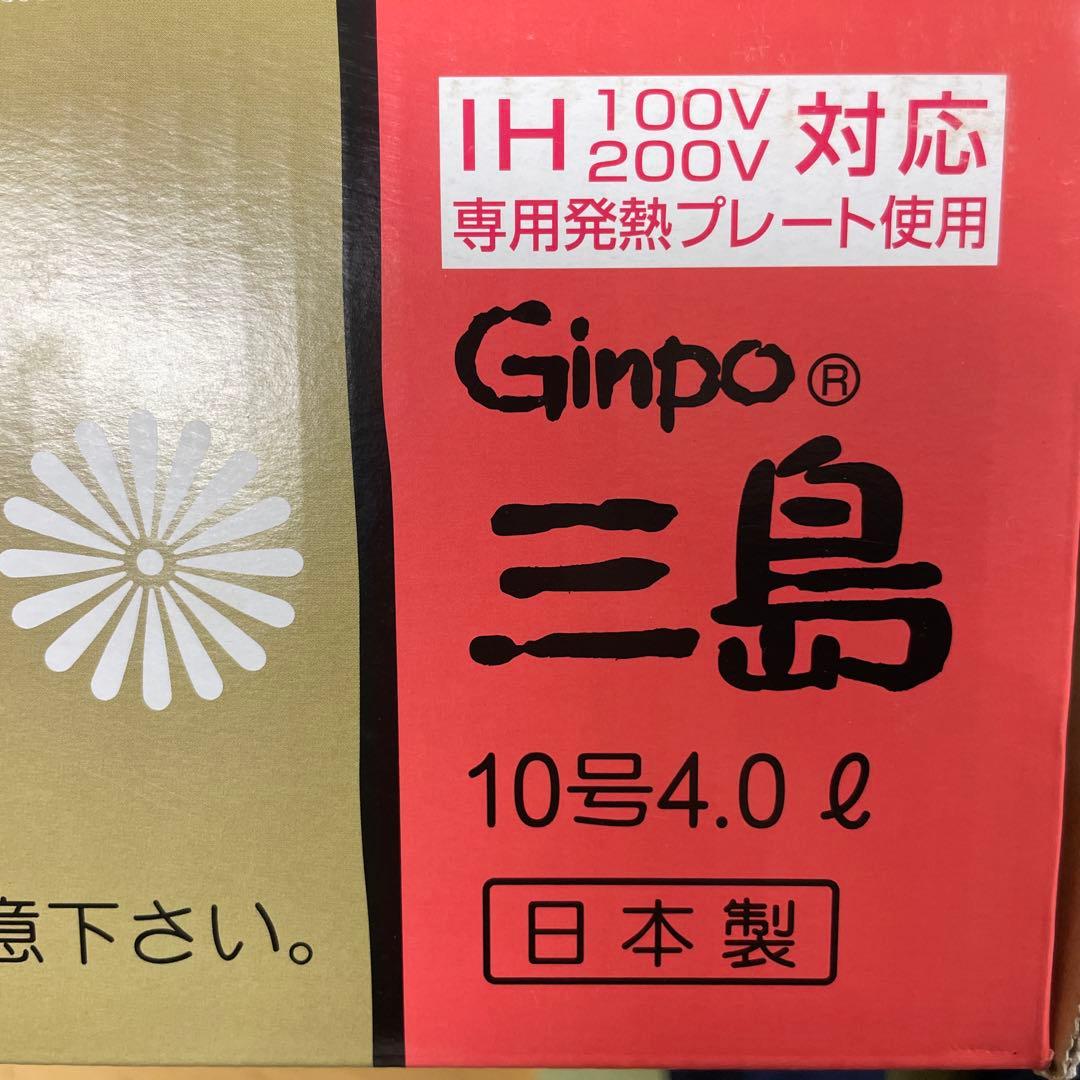 IH 100V 200V 対応
専用発熱プレート使用
Ginpo®
三島
10号4.0ℓ
日本製
意下さい。